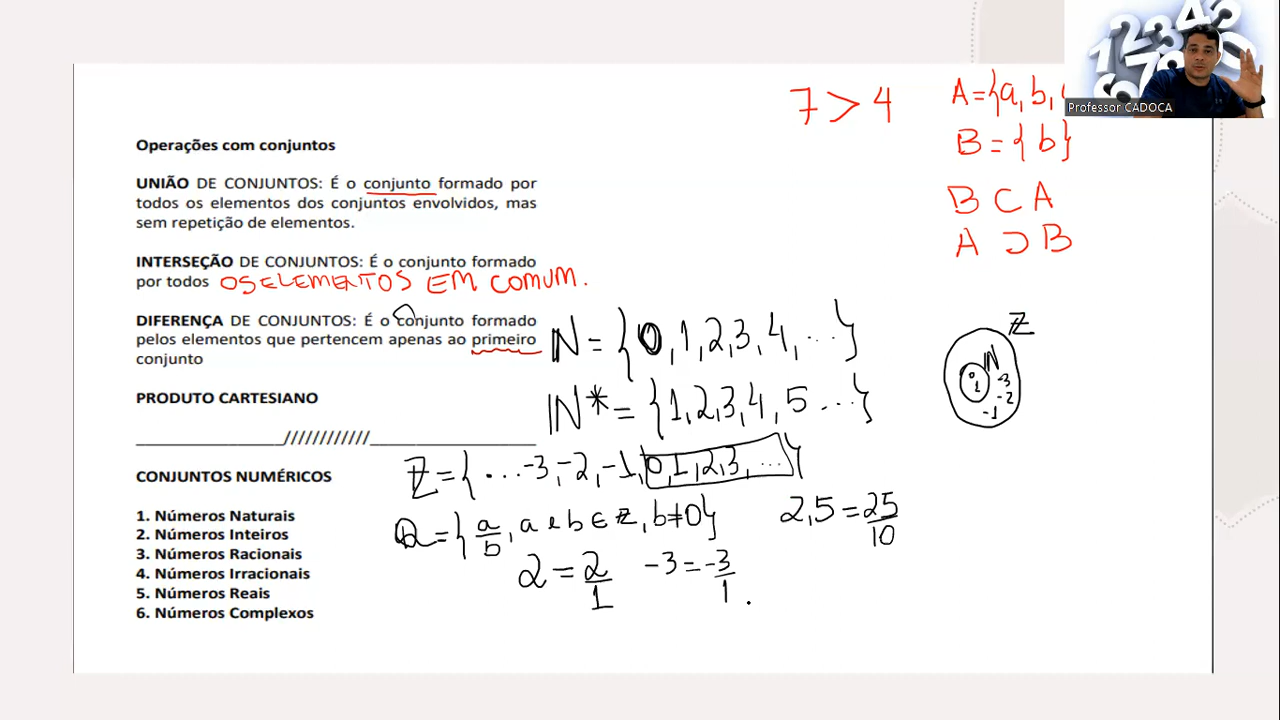 7 > 4
A={a, b,
B = { b}
B ⊂ A
A ⊃ B
Professor CADOCA
Operações com conjuntos
UNIÃO DE CONJUNTOS: É o conjunto formado por
todos os elementos dos conjuntos envolvidos, mas
sem repetição de elementos.
INTERSEÇÃO DE CONJUNTOS: É o conjunto formado
por todos OS ELEMENTOS EM COMUM.
DIFERENÇA DE CONJUNTOS: É o conjunto formado
pelos elementos que pertencem apenas ao primeiro
conjunto
PRODUTO CARTESIANO
____________________////////////______________________
CONJUNTOS NUMÉRICOS
1. Números Naturais
2. Números Inteiros
3. Números Racionais
4. Números Irracionais
5. Números Reais
6. Números Complexos
ℕ = {0, 1, 2, 3, 4, ...}
ℕ* = {1, 2, 3, 4, 5 ...}
ℤ = { ... -3, -2, -1, 0, 1, 2, 3, ...}
Q = { a/b, a e b ∈ ℤ, b ≠ 0}
2 = 2/1 -3 = -3/1
2,5 = 25/10
ℤ
ℕ
0
1
-3
-2
-1